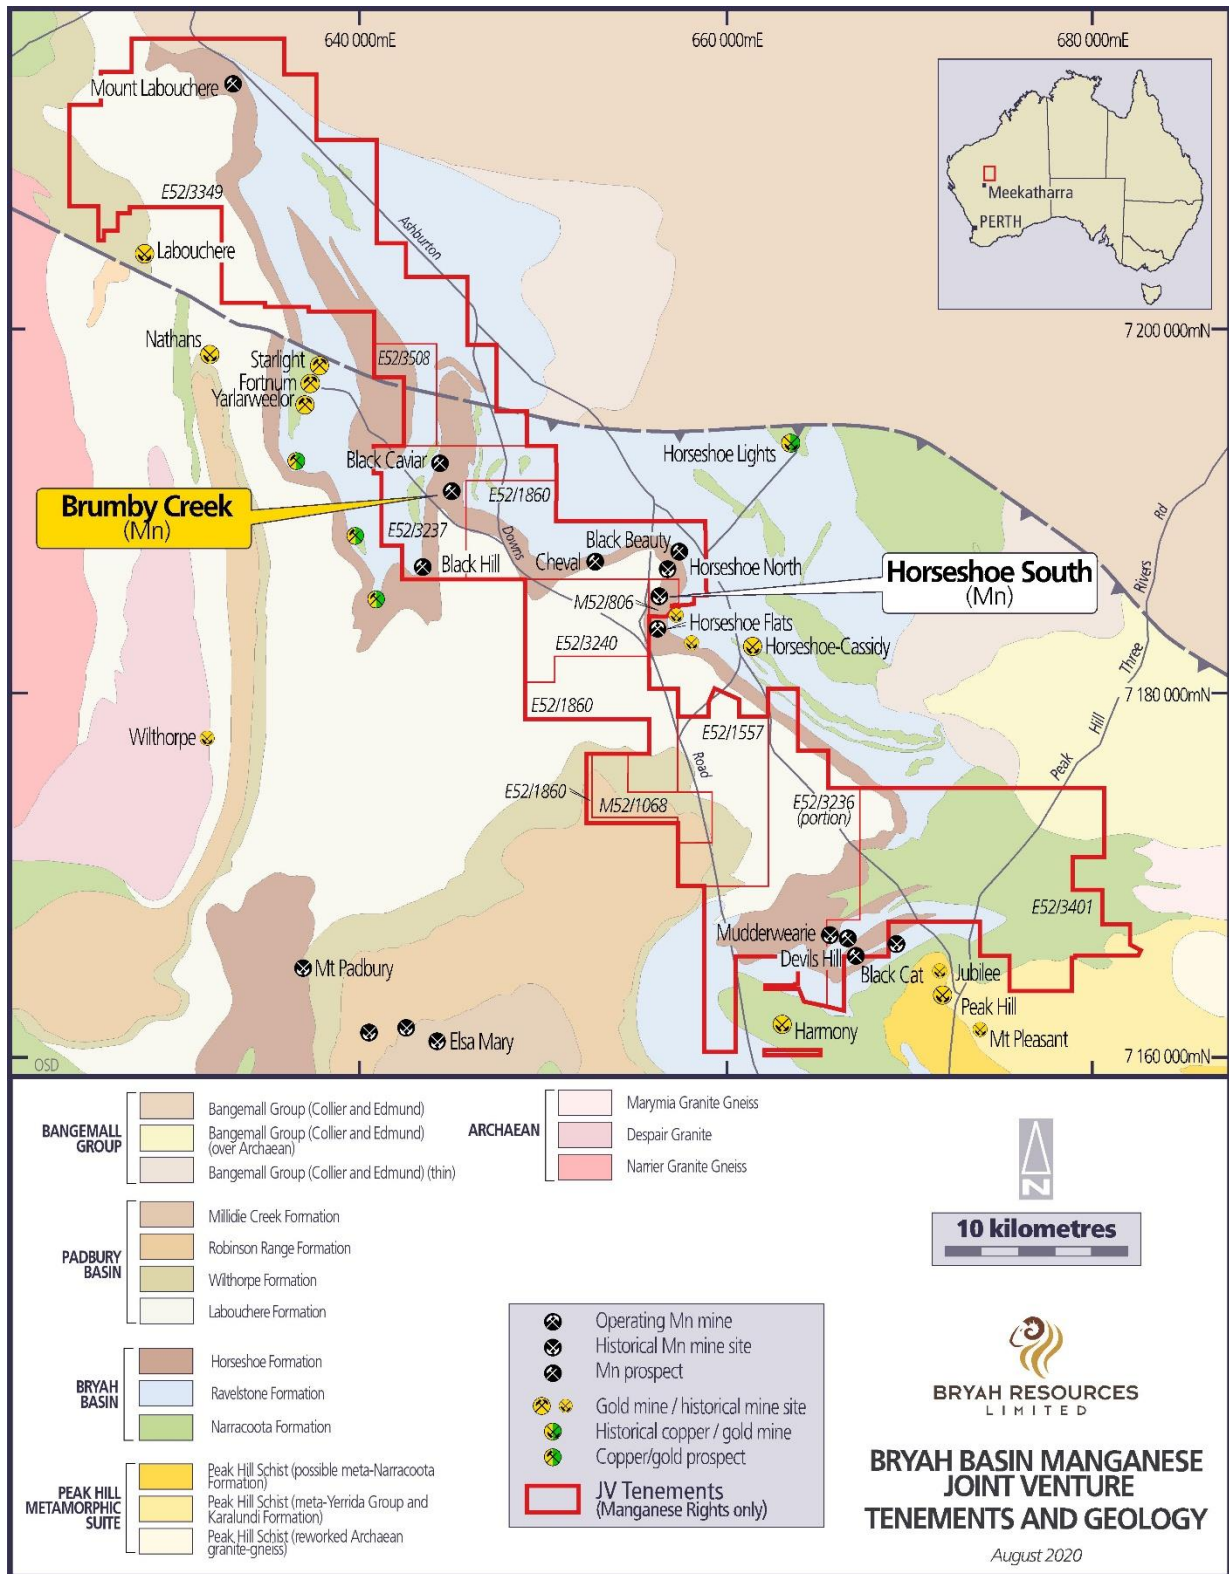 640 000mE
660 000mE
680 000mE
Mount Labouchere
E52/3349
Ashburton
Meekatharra
PERTH
Labouchere
7 200 000mN
Nathans
Starlight
E52/3508
Fortnum
Yarlarweelor
Horseshoe Lights
Black Caviar
E52/1860
Brumby Creek
(Mn)
E52/3237
Downs
Black Beauty
Cheval
Black Hill
Horseshoe North
Horseshoe South
(Mn)
M52/806
Horseshoe Flats
E52/3240
Horseshoe-Cassidy
Rd
Rivers
Three
Hill
Peak
7 180 000mN
E52/1860
E52/1557
Wilthorpe
Road
E52/1860
M52/1068
E52/3236
(portion)
E52/3401
Mudderwearie
Devils Hill
Black Cat
Jubilee
Mt Padbury
Peak Hill
Elsa Mary
Harmony
Mt Pleasant
7 160 000mN
OSD
BANGEMALL
GROUP
Bangemall Group (Collier and Edmund)
Bangemall Group (Collier and Edmund)
(over Archaean)
Bangemall Group (Collier and Edmund) (thin)
ARCHAEAN
Marymia Granite Gneiss
Despair Granite
Narrier Granite Gneiss
PADBURY
BASIN
Millidie Creek Formation
Robinson Range Formation
Wilthorpe Formation
Labouchere Formation
BRYAH
BASIN
Horseshoe Formation
Ravelstone Formation
Narracoota Formation
PEAK HILL
METAMORPHIC
SUITE
Peak Hill Schist (possible meta-Narracoota
Formation)
Peak Hill Schist (meta-Yerrida Group and
Karalundi Formation)
Peak Hill Schist (reworked Archaean
granite-gneiss)
Operating Mn mine
Historical Mn mine site
Mn prospect
Gold mine / historical mine site
Historical copper / gold mine
Copper/gold prospect
JV Tenements
(Manganese Rights only)
N
10 kilometres
BRYAH RESOURCES
LIMITED
BRYAH BASIN MANGANESE
JOINT VENTURE
TENEMENTS AND GEOLOGY
August 2020